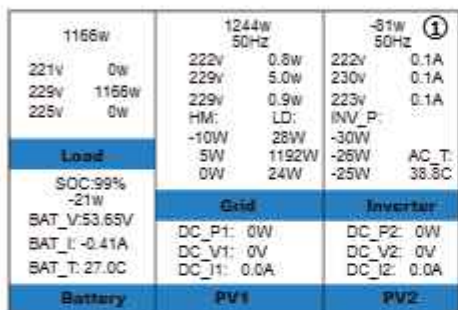 1166w
221v 0w
229v 1166w
225v 0w
Load
SOC:99%
-21w
BAT_V:53.65V
BAT_I: -0.41A
BAT_T: 27.0C
Battery
1244w
50Hz
222v 0.8w
229v 5.0w
229v 0.9w
HM: LD:
-10W 28W
5W 1192W
0W 24W
Grid
DC_P1: 0W
DC_V1: 0V
DC_I1: 0.0A
PV1
-81w ①
50Hz
222v 0.1A
230v 0.1A
223v 0.1A
INV_P:
-30W
-26W AC_T:
-25W 38.8C
Inverter
DC_P2: 0W
DC_V2: 0V
DC_I2: 0.0A
PV2